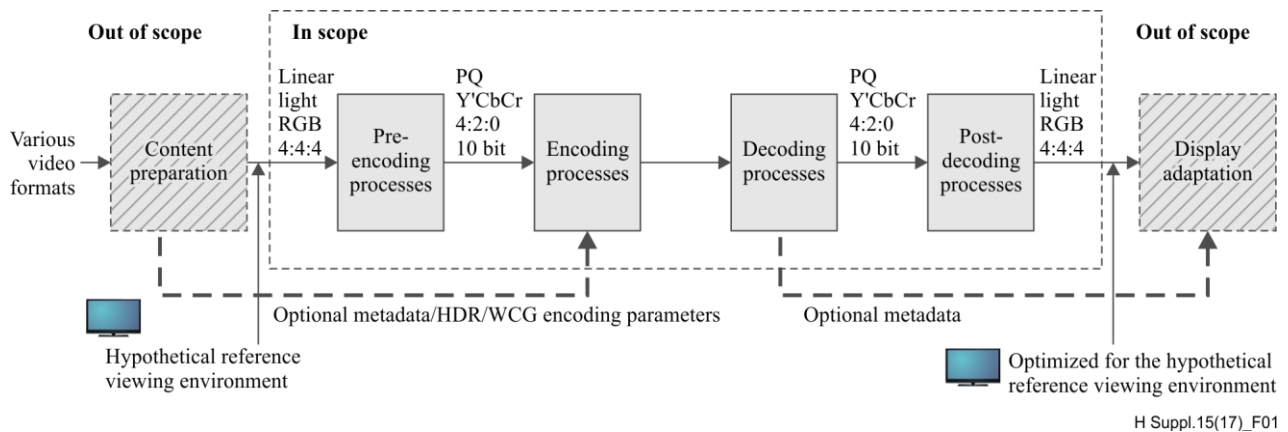 Out of scope
In scope
Out of scope
Various
video
formats
Content
preparation
Linear
light
RGB
4:4:4
Pre-
encoding
processes
PQ
Y'CbCr
4:2:0
10 bit
Encoding
processes
Decoding
processes
PQ
Y'CbCr
4:2:0
10 bit
Post-
decoding
processes
Linear
light
RGB
4:4:4
Display
adaptation
Optional metadata/HDR/WCG encoding parameters
Optional metadata
Hypothetical reference
viewing environment
Optimized for the hypothetical
reference viewing environment
H Suppl.15(17)_F01